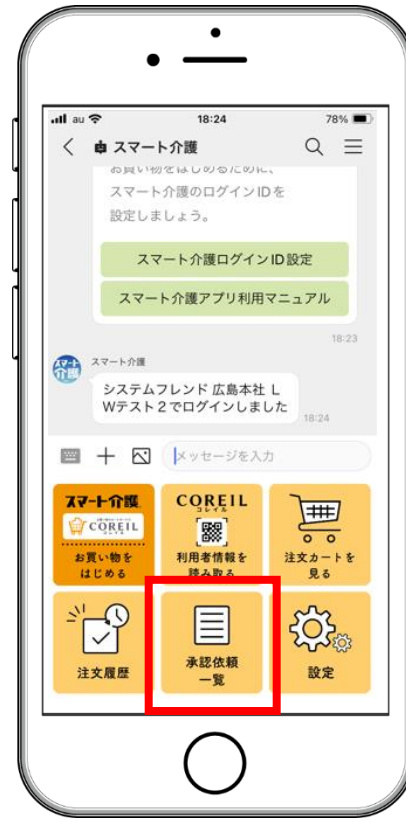 au 18:24 78%
スマート介護
お買い物をはじめるために、
スマート介護のログインIDを
設定しましょう。
スマート介護ログインID設定
スマート介護アプリ利用マニュアル
18:23
スマート介護
スマート介護
システムフレンド 広島本社 L
Wテスト2でログインしました
18:24
メッセージを入力
スマート介護
COREIL
お買い物を
はじめる
COREIL
コレイル
利用者情報を
読み取る
注文カートを
見る
注文履歴
承認依頼
一覧
設定